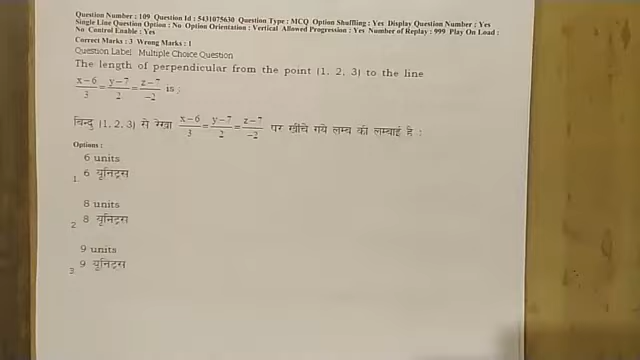 Question Number : 109 Question Id : 5431075630 Question Type : MCQ Option Shuffling : Yes Display Question Number : Yes
Single Line Question Option : No Option Orientation : Vertical Allowed Progression : Yes Number of Replay : 999 Play On Load :
No Control Enable : Yes
Correct Marks : 3 Wrong Marks : 1
Question Label Multiple Choice Question
The length of perpendicular from the point (1, 2, 3) to the line
x−6/3 = y−7/2 = z−7/−2 is :
बिन्दु (1, 2, 3) से रेखा x−6/3 = y−7/2 = z−7/−2 पर खींचे गये लम्ब की लम्बाई है :
Options :
6 units
1. 6 यूनिट्स
8 units
2 8 यूनिट्स
9 units
3 9 यूनिट्स